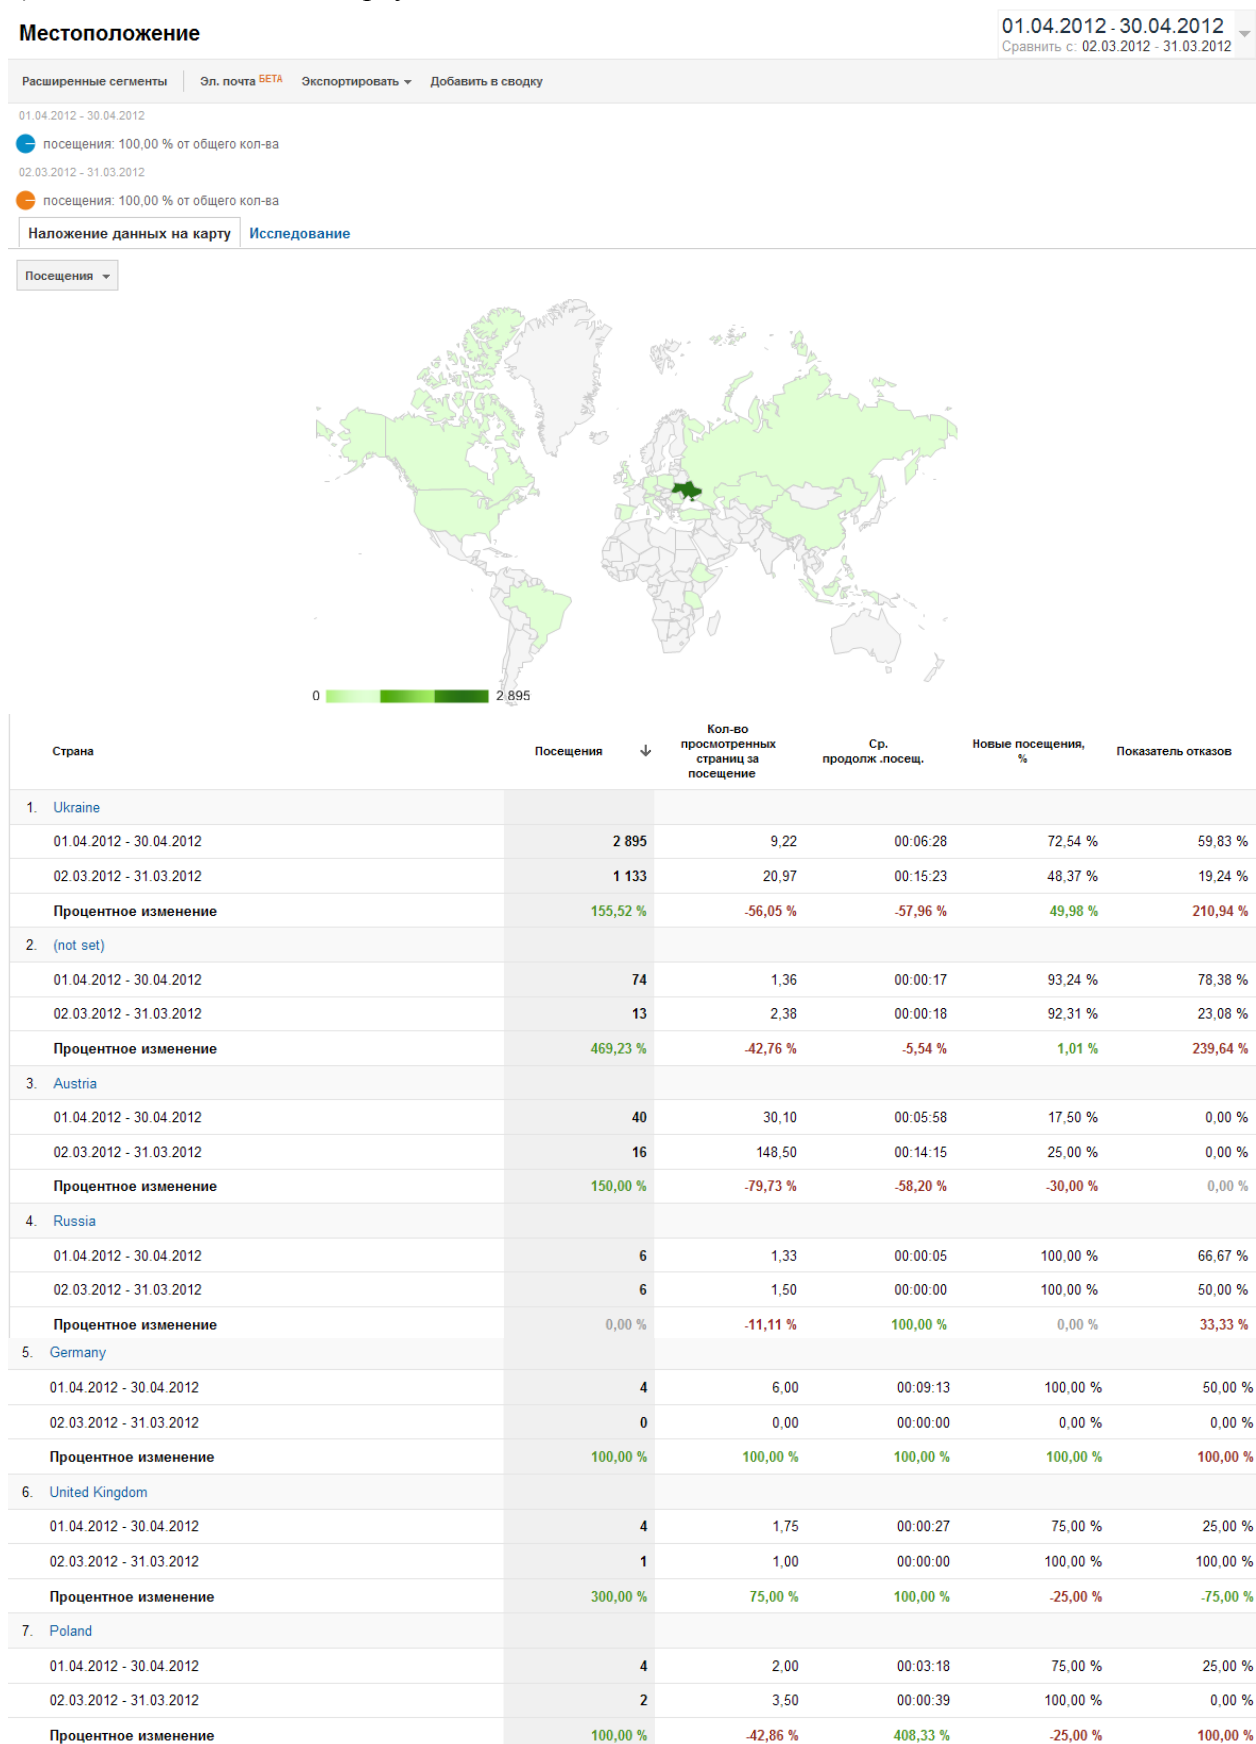 Местоположение
01.04.2012 - 30.04.2012
Сравнить с: 02.03.2012 - 31.03.2012
Расширенные сегменты Эл. почта БЕТА Экспортировать Добавить в сводку
01.04.2012 - 30.04.2012
посещения: 100,00 % от общего кол-ва
02.03.2012 - 31.03.2012
посещения: 100,00 % от общего кол-ва
Наложение данных на карту Исследование
Посещения
0 2 895
Страна Посещения Кол-во просмотренных страниц за посещение Ср. продолж .посещ. Новые посещения, % Показатель отказов
1. Ukraine
01.04.2012 - 30.04.2012 2 895 9,22 00:06:28 72,54 % 59,83 %
02.03.2012 - 31.03.2012 1 133 20,97 00:15:23 48,37 % 19,24 %
Процентное изменение 155,52 % -56,05 % -57,96 % 49,98 % 210,94 %
2. (not set)
01.04.2012 - 30.04.2012 74 1,36 00:00:17 93,24 % 78,38 %
02.03.2012 - 31.03.2012 13 2,38 00:00:18 92,31 % 23,08 %
Процентное изменение 469,23 % -42,76 % -5,54 % 1,01 % 239,64 %
3. Austria
01.04.2012 - 30.04.2012 40 30,10 00:05:58 17,50 % 0,00 %
02.03.2012 - 31.03.2012 16 148,50 00:14:15 25,00 % 0,00 %
Процентное изменение 150,00 % -79,73 % -58,20 % -30,00 % 0,00 %
4. Russia
01.04.2012 - 30.04.2012 6 1,33 00:00:05 100,00 % 66,67 %
02.03.2012 - 31.03.2012 6 1,50 00:00:00 100,00 % 50,00 %
Процентное изменение 0,00 % -11,11 % 100,00 % 0,00 % 33,33 %
5. Germany
01.04.2012 - 30.04.2012 4 6,00 00:09:13 100,00 % 50,00 %
02.03.2012 - 31.03.2012 0 0,00 00:00:00 0,00 % 0,00 %
Процентное изменение 100,00 % 100,00 % 100,00 % 100,00 % 100,00 %
6. United Kingdom
01.04.2012 - 30.04.2012 4 1,75 00:00:27 75,00 % 25,00 %
02.03.2012 - 31.03.2012 1 1,00 00:00:00 100,00 % 100,00 %
Процентное изменение 300,00 % 75,00 % 100,00 % -25,00 % -75,00 %
7. Poland
01.04.2012 - 30.04.2012 4 2,00 00:03:18 75,00 % 25,00 %
02.03.2012 - 31.03.2012 2 3,50 00:00:39 100,00 % 0,00 %
Процентное изменение 100,00 % -42,86 % 408,33 % -25,00 % 100,00 %